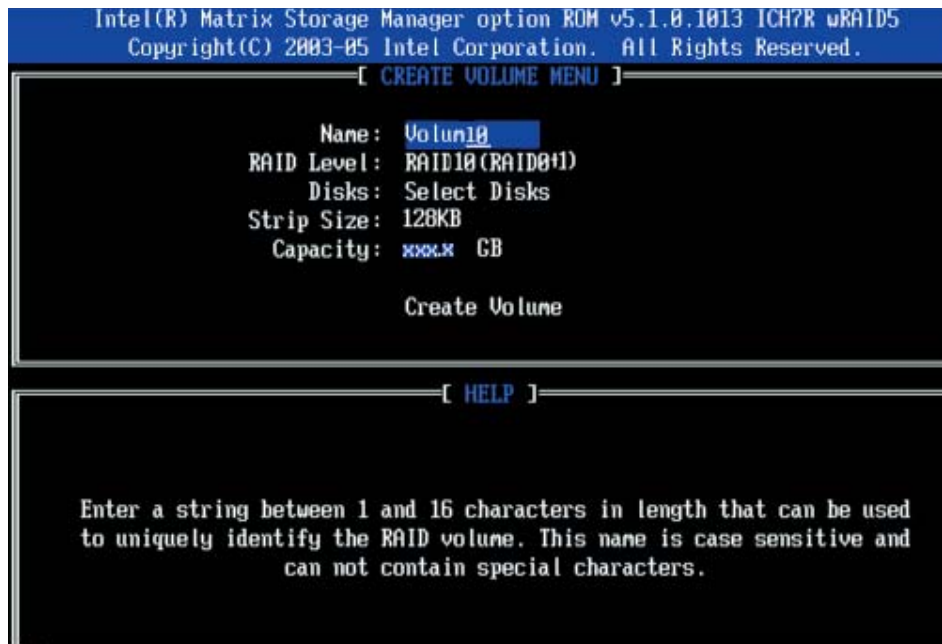 Intel(R) Matrix Storage Manager option ROM v5.1.0.1013 ICH7R wRAID5
Copyright(C) 2003-05 Intel Corporation. All Rights Reserved.
[ CREATE VOLUME MENU ]
Name: Volum10
RAID Level: RAID10(RAID0+1)
Disks: Select Disks
Strip Size: 128KB
Capacity: xxx.x GB
Create Volume
[ HELP ]
Enter a string between 1 and 16 characters in length that can be used
to uniquely identify the RAID volume. This name is case sensitive and
can not contain special characters.